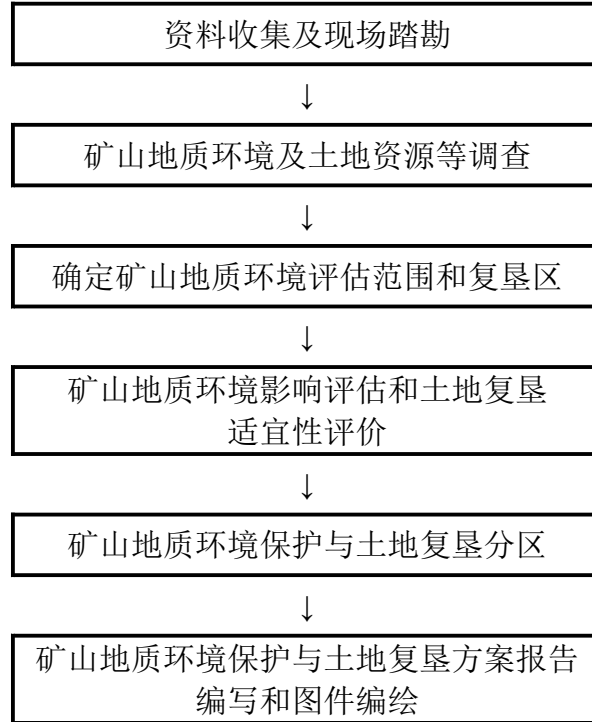 资料收集及现场踏勘
↓
矿山地质环境及土地资源等调查
↓
确定矿山地质环境评估范围和复垦区
↓
矿山地质环境影响评估和土地复垦
适宜性评价
↓
矿山地质环境保护与土地复垦分区
↓
矿山地质环境保护与土地复垦方案报告
编写和图件编绘